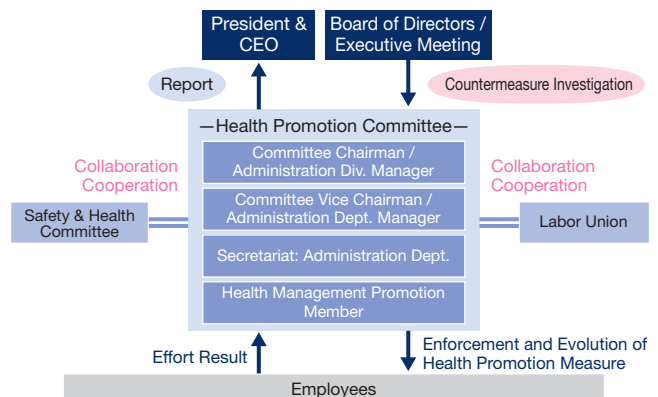 President &
CEO
Board of Directors /
Executive Meeting
Report
Countermeasure Investigation
—Health Promotion Committee—
Committee Chairman /
Administration Div. Manager
Collaboration
Cooperation
Collaboration
Cooperation
Committee Vice Chairman /
Administration Dept. Manager
Safety & Health
Committee
Labor Union
Secretariat: Administration Dept.
Health Management Promotion
Member
Effort Result
Enforcement and Evolution of
Health Promotion Measure
Employees